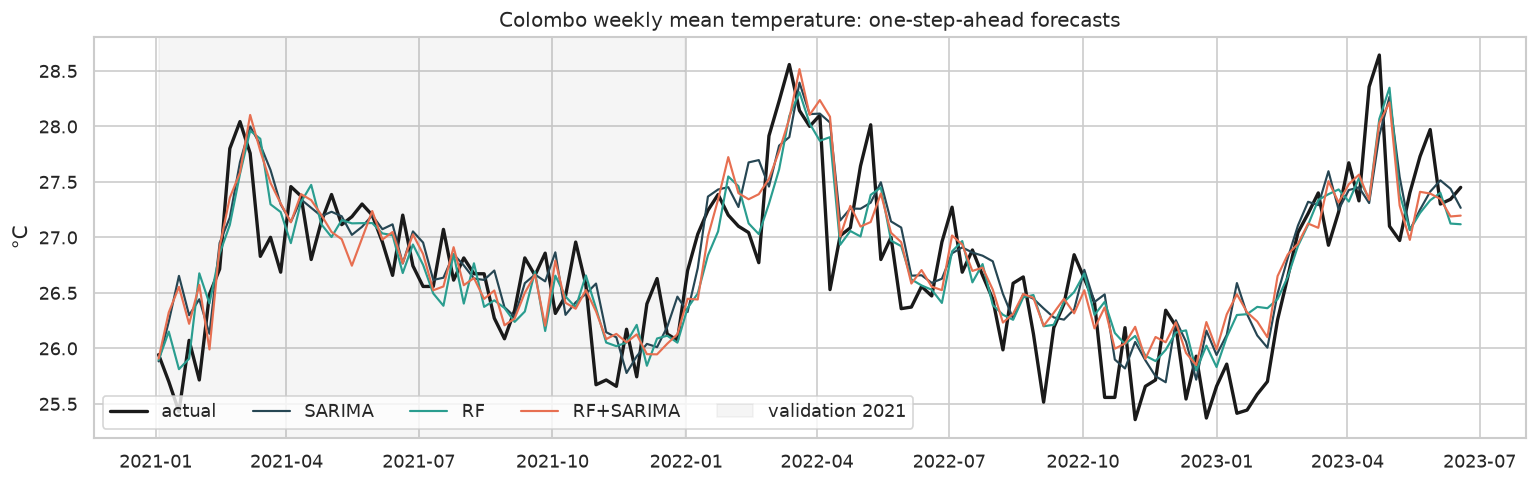 Colombo weekly mean temperature: one-step-ahead forecasts
28.5
28.0
27.5
27.0
26.5
26.0
25.5
°C
actual SARIMA RF RF+SARIMA validation 2021
2021-01 2021-04 2021-07 2021-10 2022-01 2022-04 2022-07 2022-10 2023-01 2023-04 2023-07